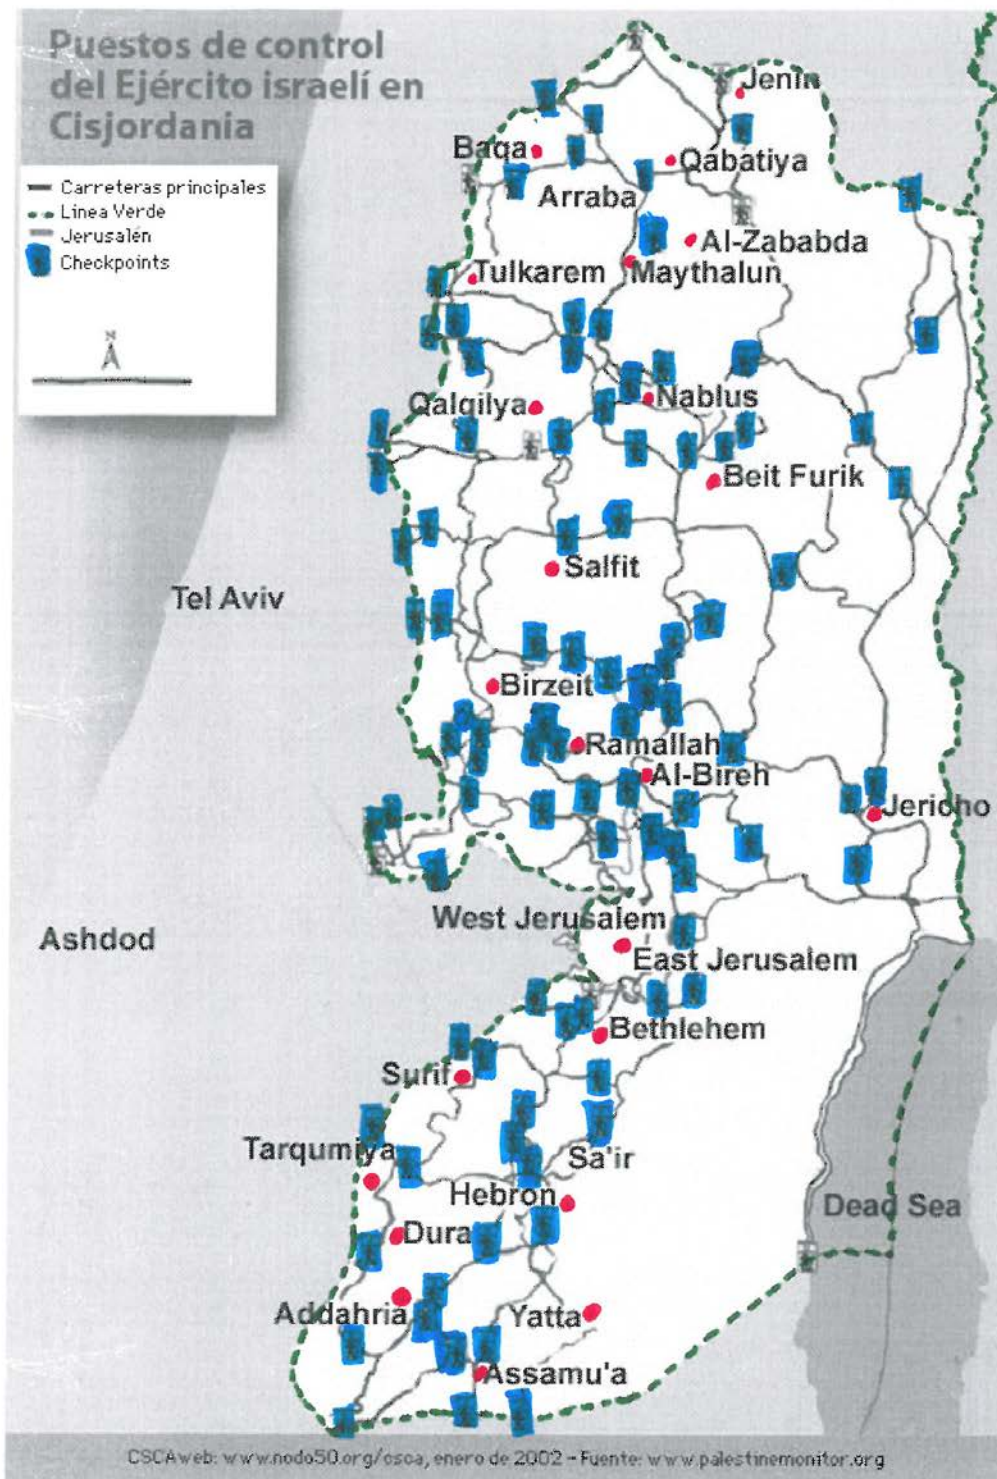 Puestos de control
del Ejército israelí en
Cisjordania
Carreteras principales
Linea Verde
Jerusalén
Checkpoints
N
Jenin
Baqa
Qabatiya
Arraba
Al-Zababda
Tulkarem
Maythalun
Qalqilya
Nablus
Beit Furik
Salfit
Tel Aviv
Birzeit
Ramallah
Al-Bireh
Jericho
West Jerusalem
Ashdod
East Jerusalem
Bethlehem
Surif
Tarqumiya
Sa'ir
Hebron
Dead Sea
Dura
Addahria
Yatta
Assamu'a
CSCAweb: www.nodo50.org/csca, enero de 2002 - Fuente: www.palestinemonitor.org